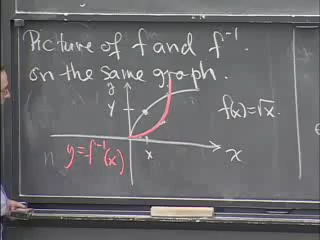 Picture of f and f⁻¹
on the same graph.
y
y
f(x)=√x.
x
x
y=f⁻¹(x)